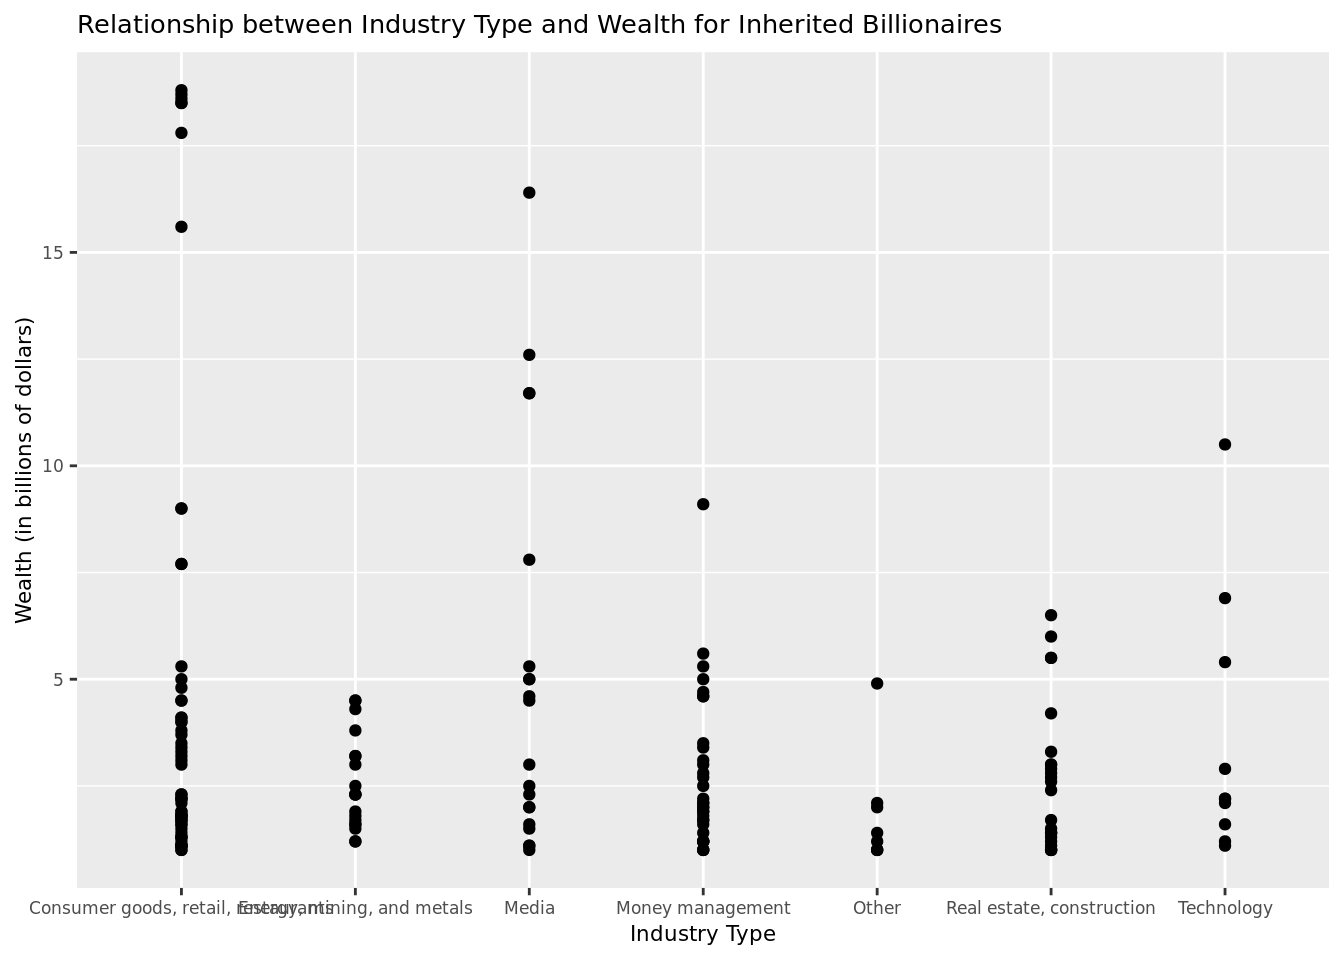 Relationship between Industry Type and Wealth for Inherited Billionaires
Wealth (in billions of dollars)
15
10
5
Consumer goods, retail, restaurants
Energy, mining, and metals
Media
Money management
Other
Real estate, construction
Technology
Industry Type